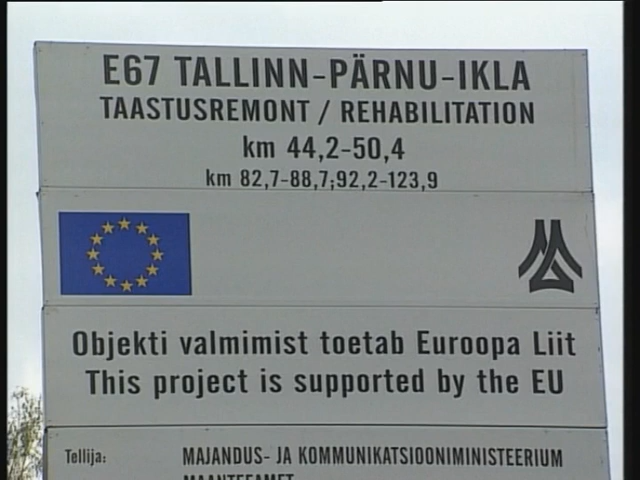 E67 TALLINN-PÄRNU-IKLA
TAASTUSREMONT / REHABILITATION
km 44,2-50,4
km 82,7-88,7;92,2-123,9
Objekti valmimist toetab Euroopa Liit
This project is supported by the EU
Tellija: MAJANDUS- JA KOMMUNIKATSIOONIMINISTEERIUM
MAANTEEAMET